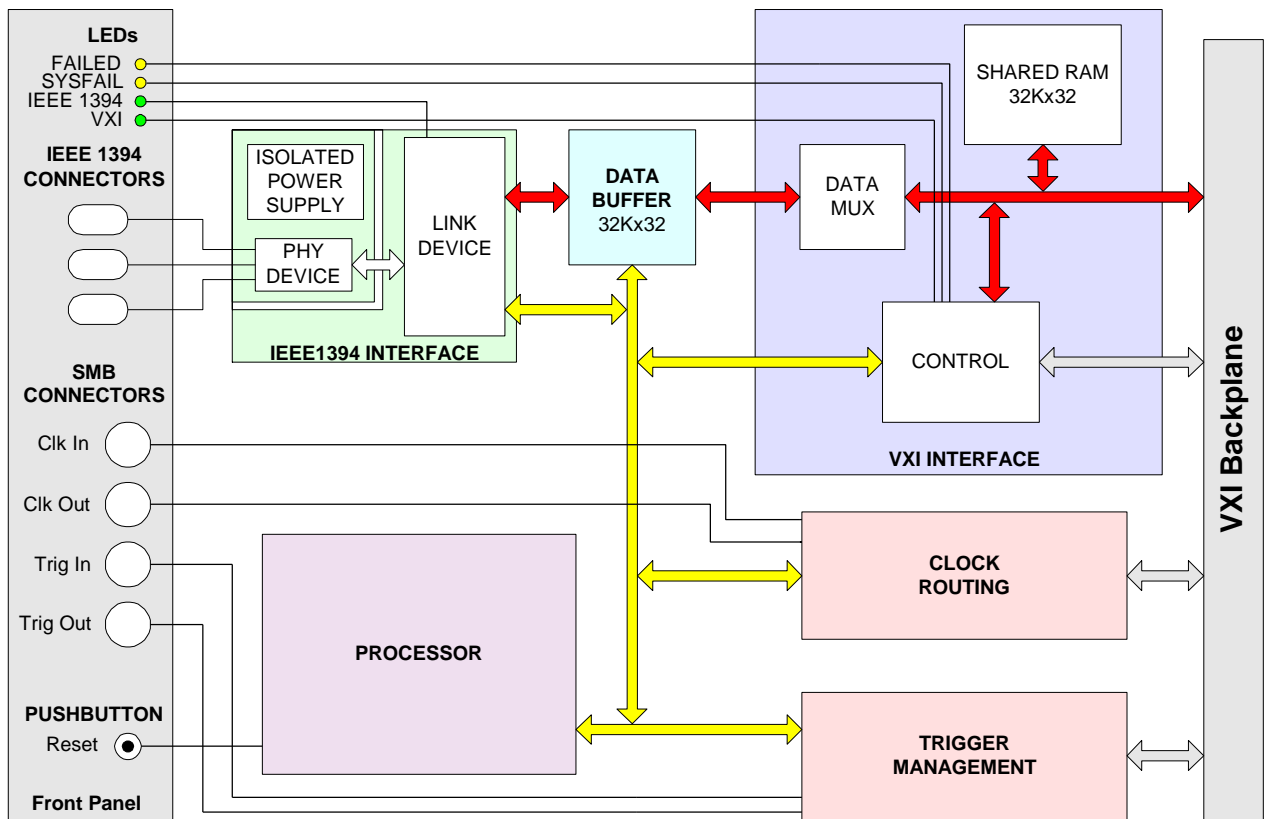 LEDs
FAILED
SYSFAIL
IEEE 1394
VXI
IEEE 1394
CONNECTORS
SMB
CONNECTORS
Clk In
Clk Out
Trig In
Trig Out
PUSHBUTTON
Reset
Front Panel
ISOLATED
POWER
SUPPLY
PHY
DEVICE
LINK
DEVICE
IEEE1394 INTERFACE
DATA
BUFFER
32Kx32
SHARED RAM
32Kx32
DATA
MUX
CONTROL
VXI INTERFACE
PROCESSOR
CLOCK
ROUTING
TRIGGER
MANAGEMENT
VXI Backplane